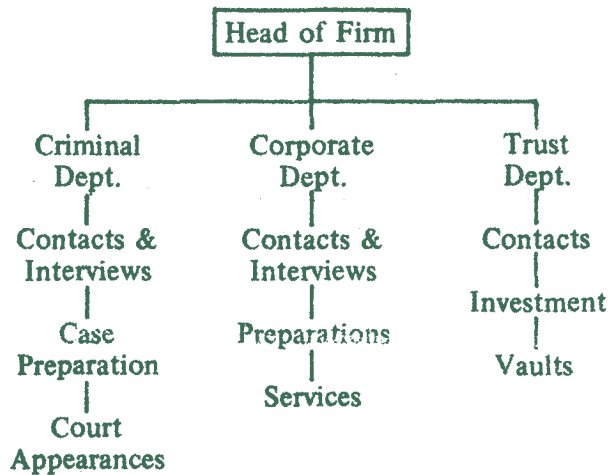 Head of Firm
Criminal
Dept.
Contacts &
Interviews
Case
Preparation
Court
Appearances
Corporate
Dept.
Contacts &
Interviews
Preparations
Services
Trust
Dept.
Contacts
Investment
Vaults